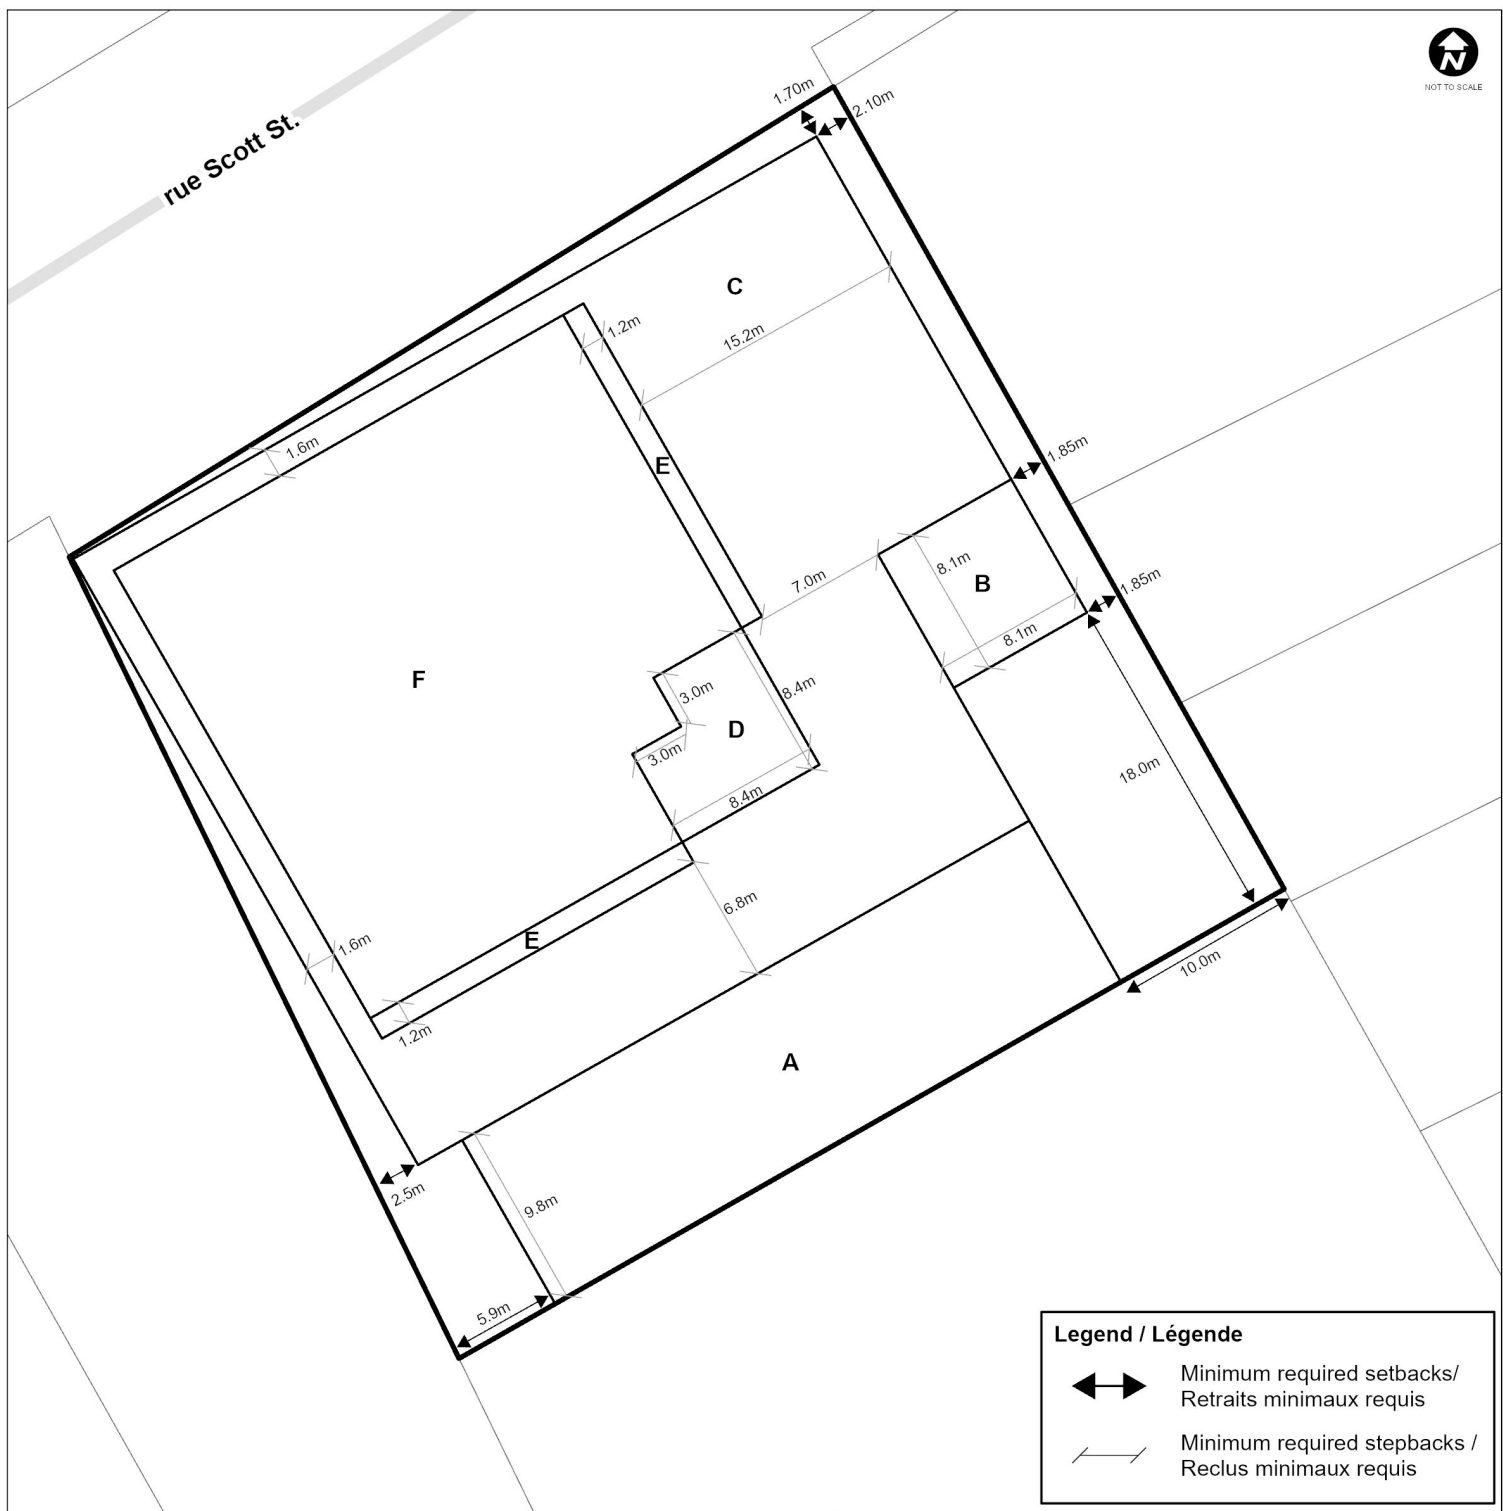 N
NOT TO SCALE
1.70m
2.10m
rue Scott St.
C
1.2m
15.2m
1.6m
E
1.85m
8.1m
B
7.0m
1.85m
8.1m
F
3.0m
8.4m
D
3.0m
8.4m
18.0m
6.8m
E
1.6m
10.0m
1.2m
A
2.5m
9.8m
5.9m
Legend / Légende
Minimum required setbacks/
Retraits minimaux requis
Minimum required stepbacks /
Reclus minimaux requis